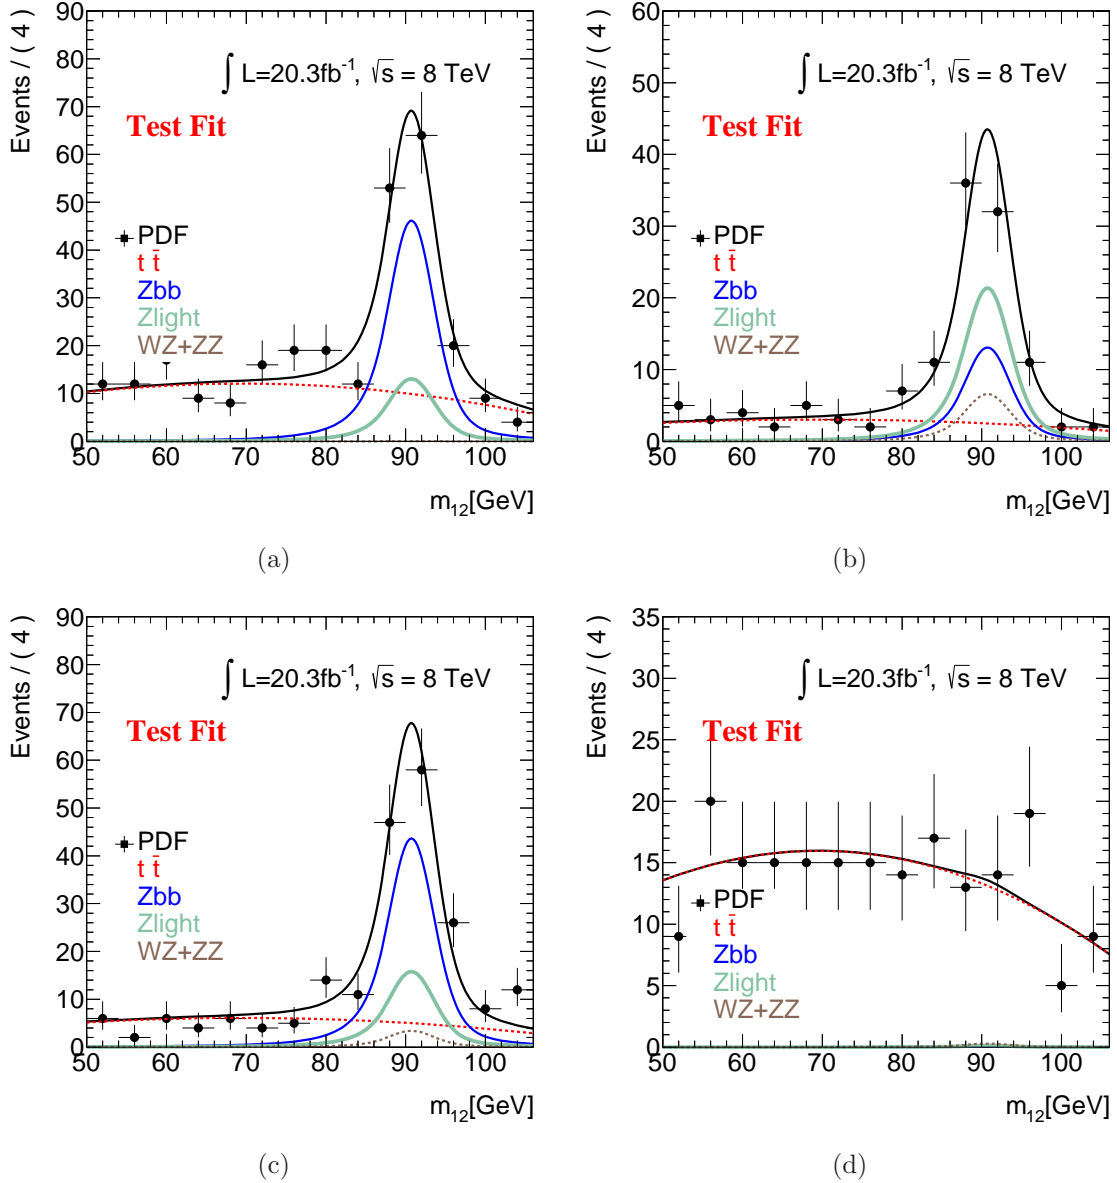 Events / ( 4 )
90
80
70
60
50
40
30
20
10
0
∫ L=20.3fb⁻¹, √s = 8 TeV
Test Fit
PDF
t t̄
Zbb
Zlight
WZ+ZZ
50 60 70 80 90 100
m₁₂[GeV]
(a)
Events / ( 4 )
60
50
40
30
20
10
0
∫ L=20.3fb⁻¹, √s = 8 TeV
Test Fit
PDF
t t̄
Zbb
Zlight
WZ+ZZ
50 60 70 80 90 100
m₁₂[GeV]
(b)
Events / ( 4 )
90
80
70
60
50
40
30
20
10
0
∫ L=20.3fb⁻¹, √s = 8 TeV
Test Fit
PDF
t t̄
Zbb
Zlight
WZ+ZZ
50 60 70 80 90 100
m₁₂[GeV]
(c)
Events / ( 4 )
35
30
25
20
15
10
5
0
∫ L=20.3fb⁻¹, √s = 8 TeV
Test Fit
PDF
t t̄
Zbb
Zlight
WZ+ZZ
50 60 70 80 90 100
m₁₂[GeV]
(d)